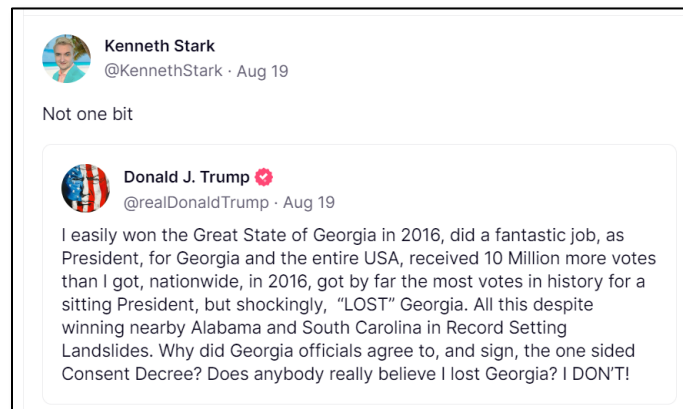 Kenneth Stark
@KennethStark · Aug 19
Not one bit
Donald J. Trump
@realDonaldTrump · Aug 19
I easily won the Great State of Georgia in 2016, did a fantastic job, as
President, for Georgia and the entire USA, received 10 Million more votes
than I got, nationwide, in 2016, got by far the most votes in history for a
sitting President, but shockingly,  “LOST” Georgia. All this despite
winning nearby Alabama and South Carolina in Record Setting
Landslides. Why did Georgia officials agree to, and sign, the one sided
Consent Decree? Does anybody really believe I lost Georgia? I DON’T!